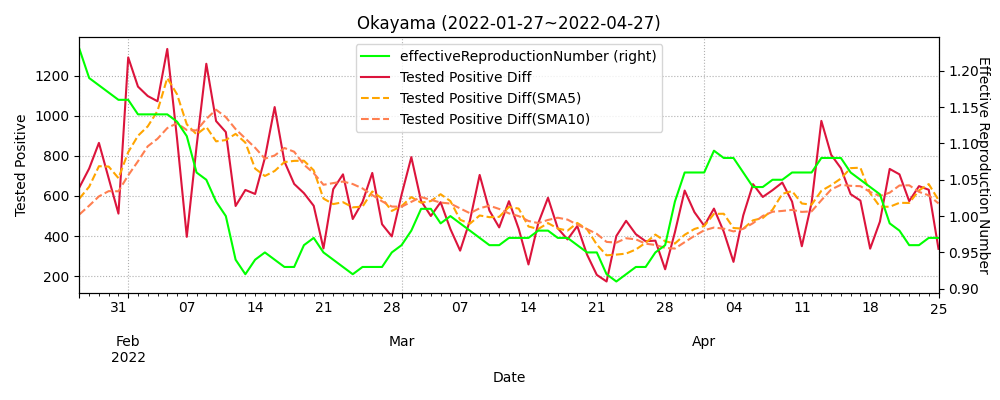 Okayama (2022-01-27~2022-04-27)
effectiveReproductionNumber (right)
Tested Positive Diff
Tested Positive Diff(SMA5)
Tested Positive Diff(SMA10)
Tested Positive
1200
1000
800
600
400
200
Effective Reproduction Number
1.20
1.15
1.10
1.05
1.00
0.95
0.90
31 07 14 21 28 07 14 21 28 04 11 18 25
Feb Mar Apr
2022
Date